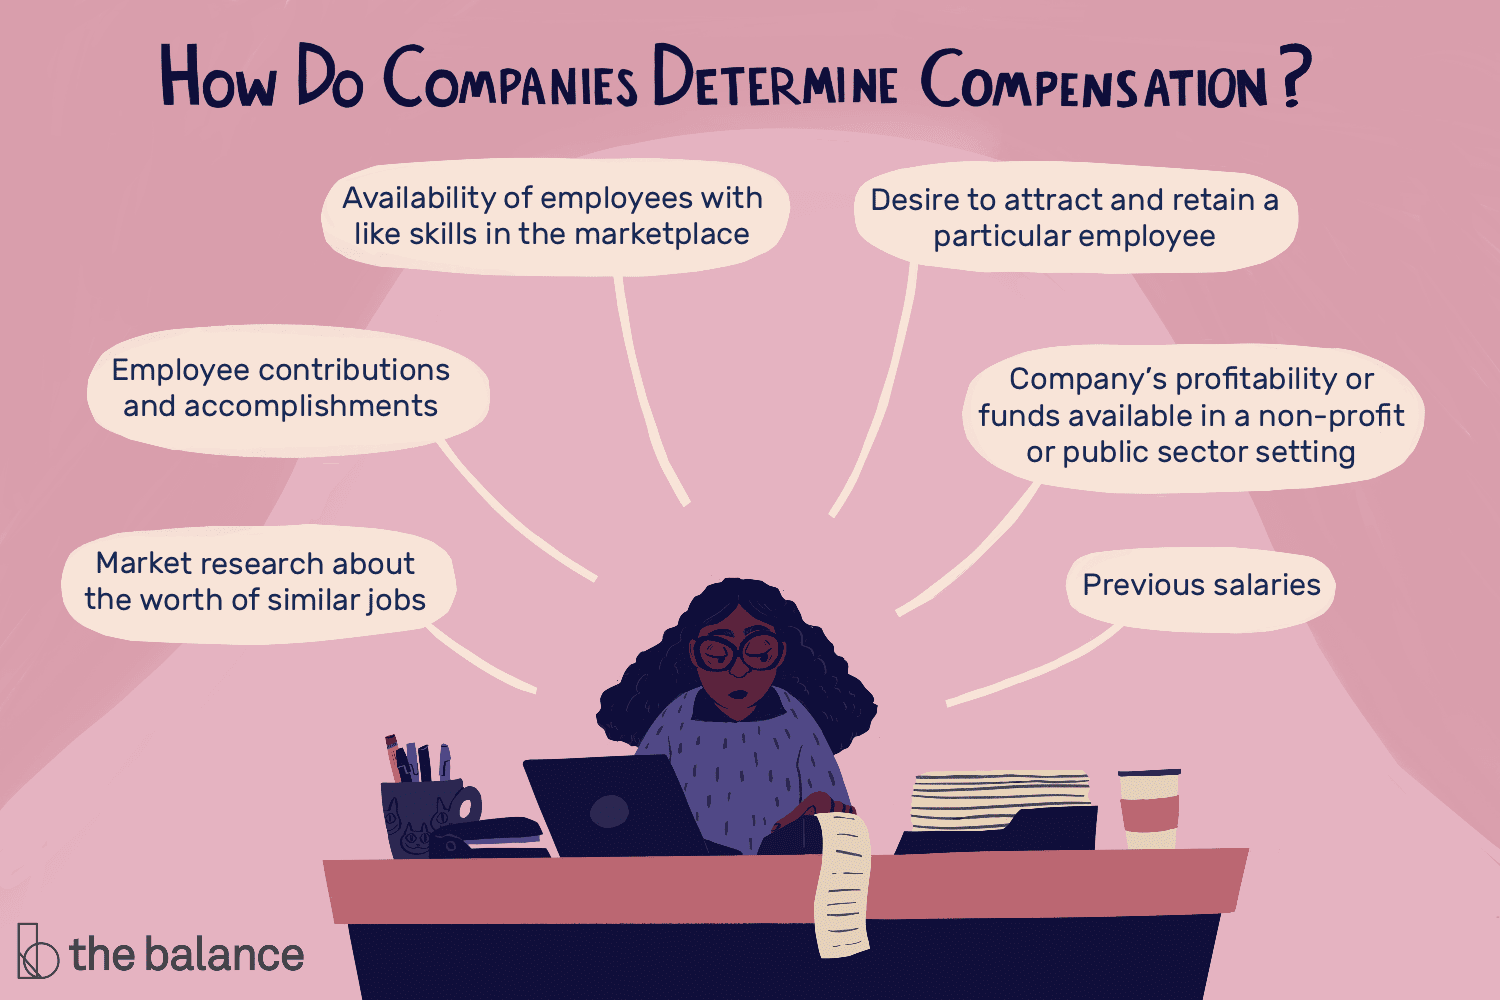 How Do Companies Determine Compensation?
Availability of employees with
like skills in the marketplace
Desire to attract and retain a
particular employee
Employee contributions
and accomplishments
Company’s profitability or
funds available in a non-profit
or public sector setting
Market research about
the worth of similar jobs
Previous salaries
the balance